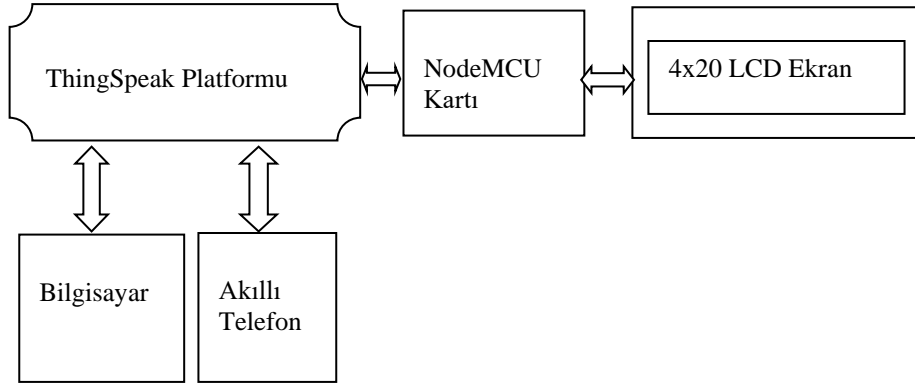 ThingSpeak Platformu
NodeMCU
Kartı
4x20 LCD Ekran
Bilgisayar
Akıllı
Telefon